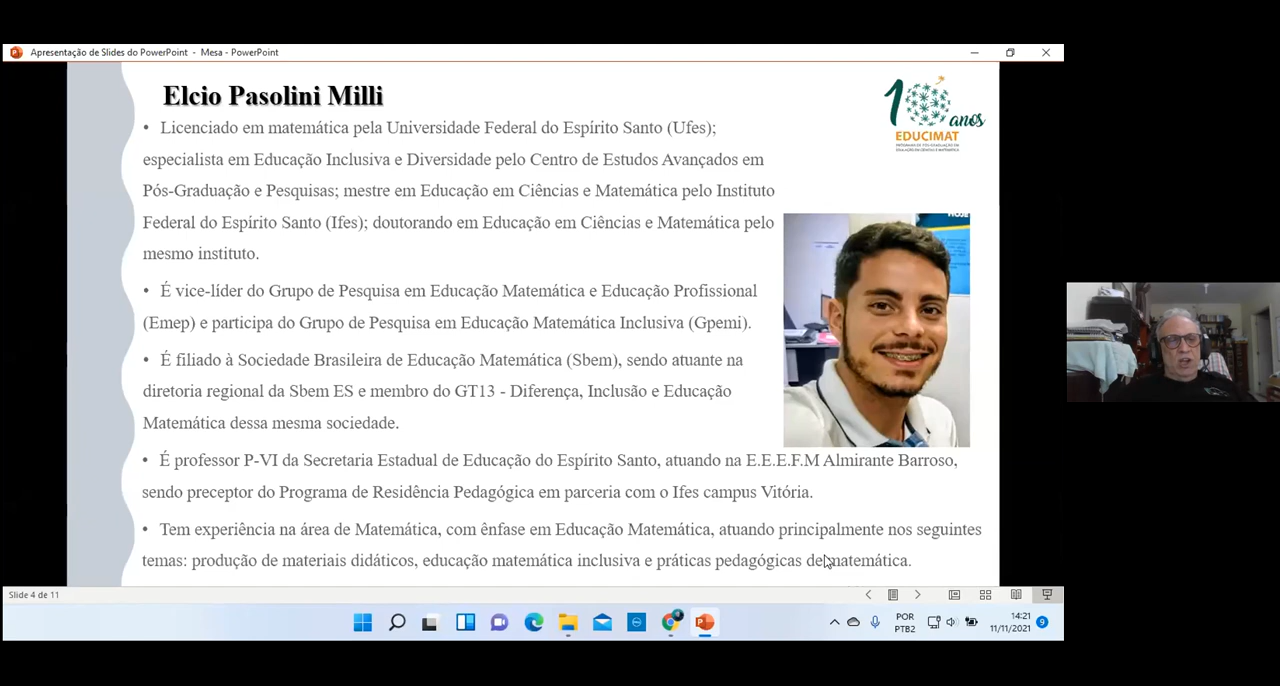 Apresentação de Slides do PowerPoint - Mesa - PowerPoint
Elcio Pasolini Milli
10 anos
EDUCIMAT
• Licenciado em matemática pela Universidade Federal do Espírito Santo (Ufes);
especialista em Educação Inclusiva e Diversidade pelo Centro de Estudos Avançados em
Pós-Graduação e Pesquisas; mestre em Educação em Ciências e Matemática pelo Instituto
Federal do Espírito Santo (Ifes); doutorando em Educação em Ciências e Matemática pelo
mesmo instituto.
HOJE
• É vice-líder do Grupo de Pesquisa em Educação Matemática e Educação Profissional
(Emep) e participa do Grupo de Pesquisa em Educação Matemática Inclusiva (Gpemi).
• É filiado à Sociedade Brasileira de Educação Matemática (Sbem), sendo atuante na
diretoria regional da Sbem ES e membro do GT13 - Diferença, Inclusão e Educação
Matemática dessa mesma sociedade.
• É professor P-VI da Secretaria Estadual de Educação do Espírito Santo, atuando na E.E.E.F.M Almirante Barroso,
sendo preceptor do Programa de Residência Pedagógica em parceria com o Ifes campus Vitória.
• Tem experiência na área de Matemática, com ênfase em Educação Matemática, atuando principalmente nos seguintes
temas: produção de materiais didáticos, educação matemática inclusiva e práticas pedagógicas de matemática.
Slide 4 de 11
POR
PTB2
14:21
11/11/2021
9